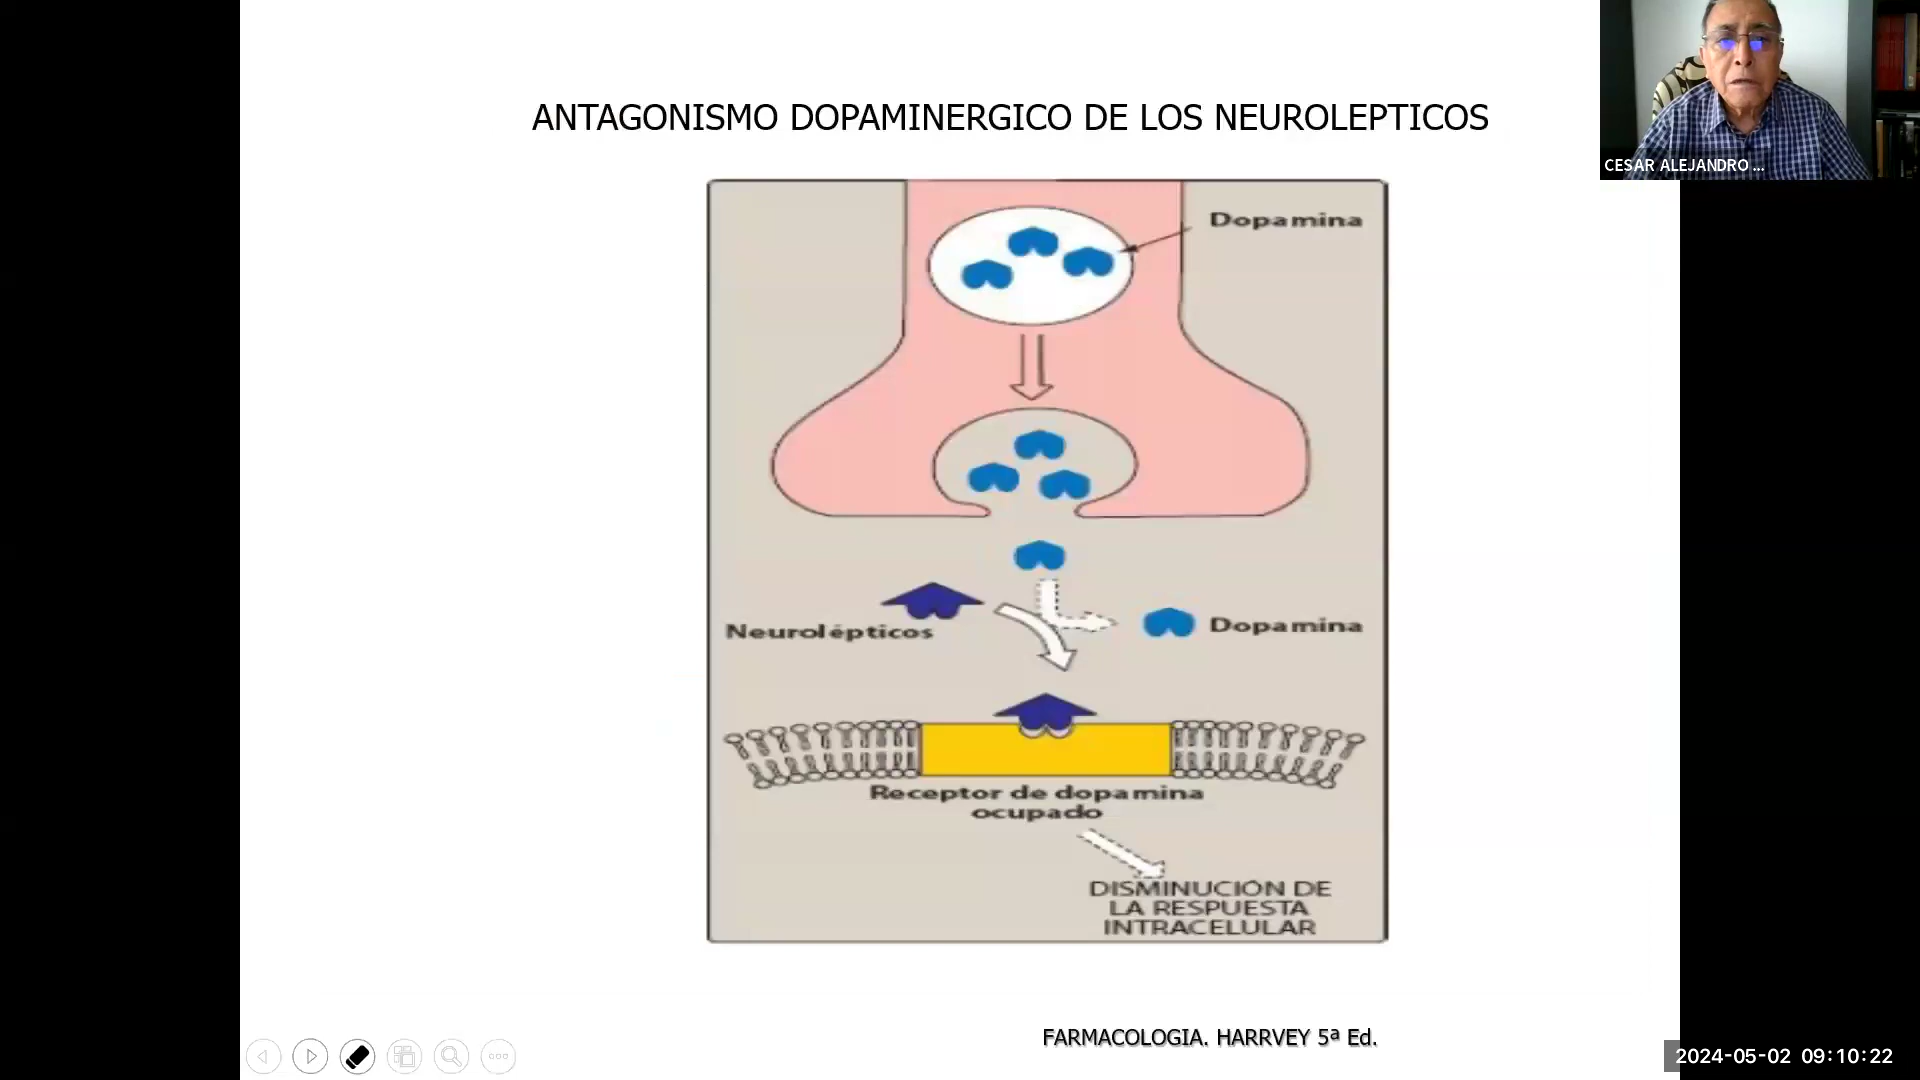 ANTAGONISMO DOPAMINERGICO DE LOS NEUROLEPTICOS
CESAR ALEJANDRO ...
Dopamina
Neurolépticos
Dopamina
Receptor de dopamina
ocupado
DISMINUCIÓN DE
LA RESPUESTA
INTRACELULAR
FARMACOLOGIA. HARRVEY 5ª Ed.
2024-05-02 09:10:22